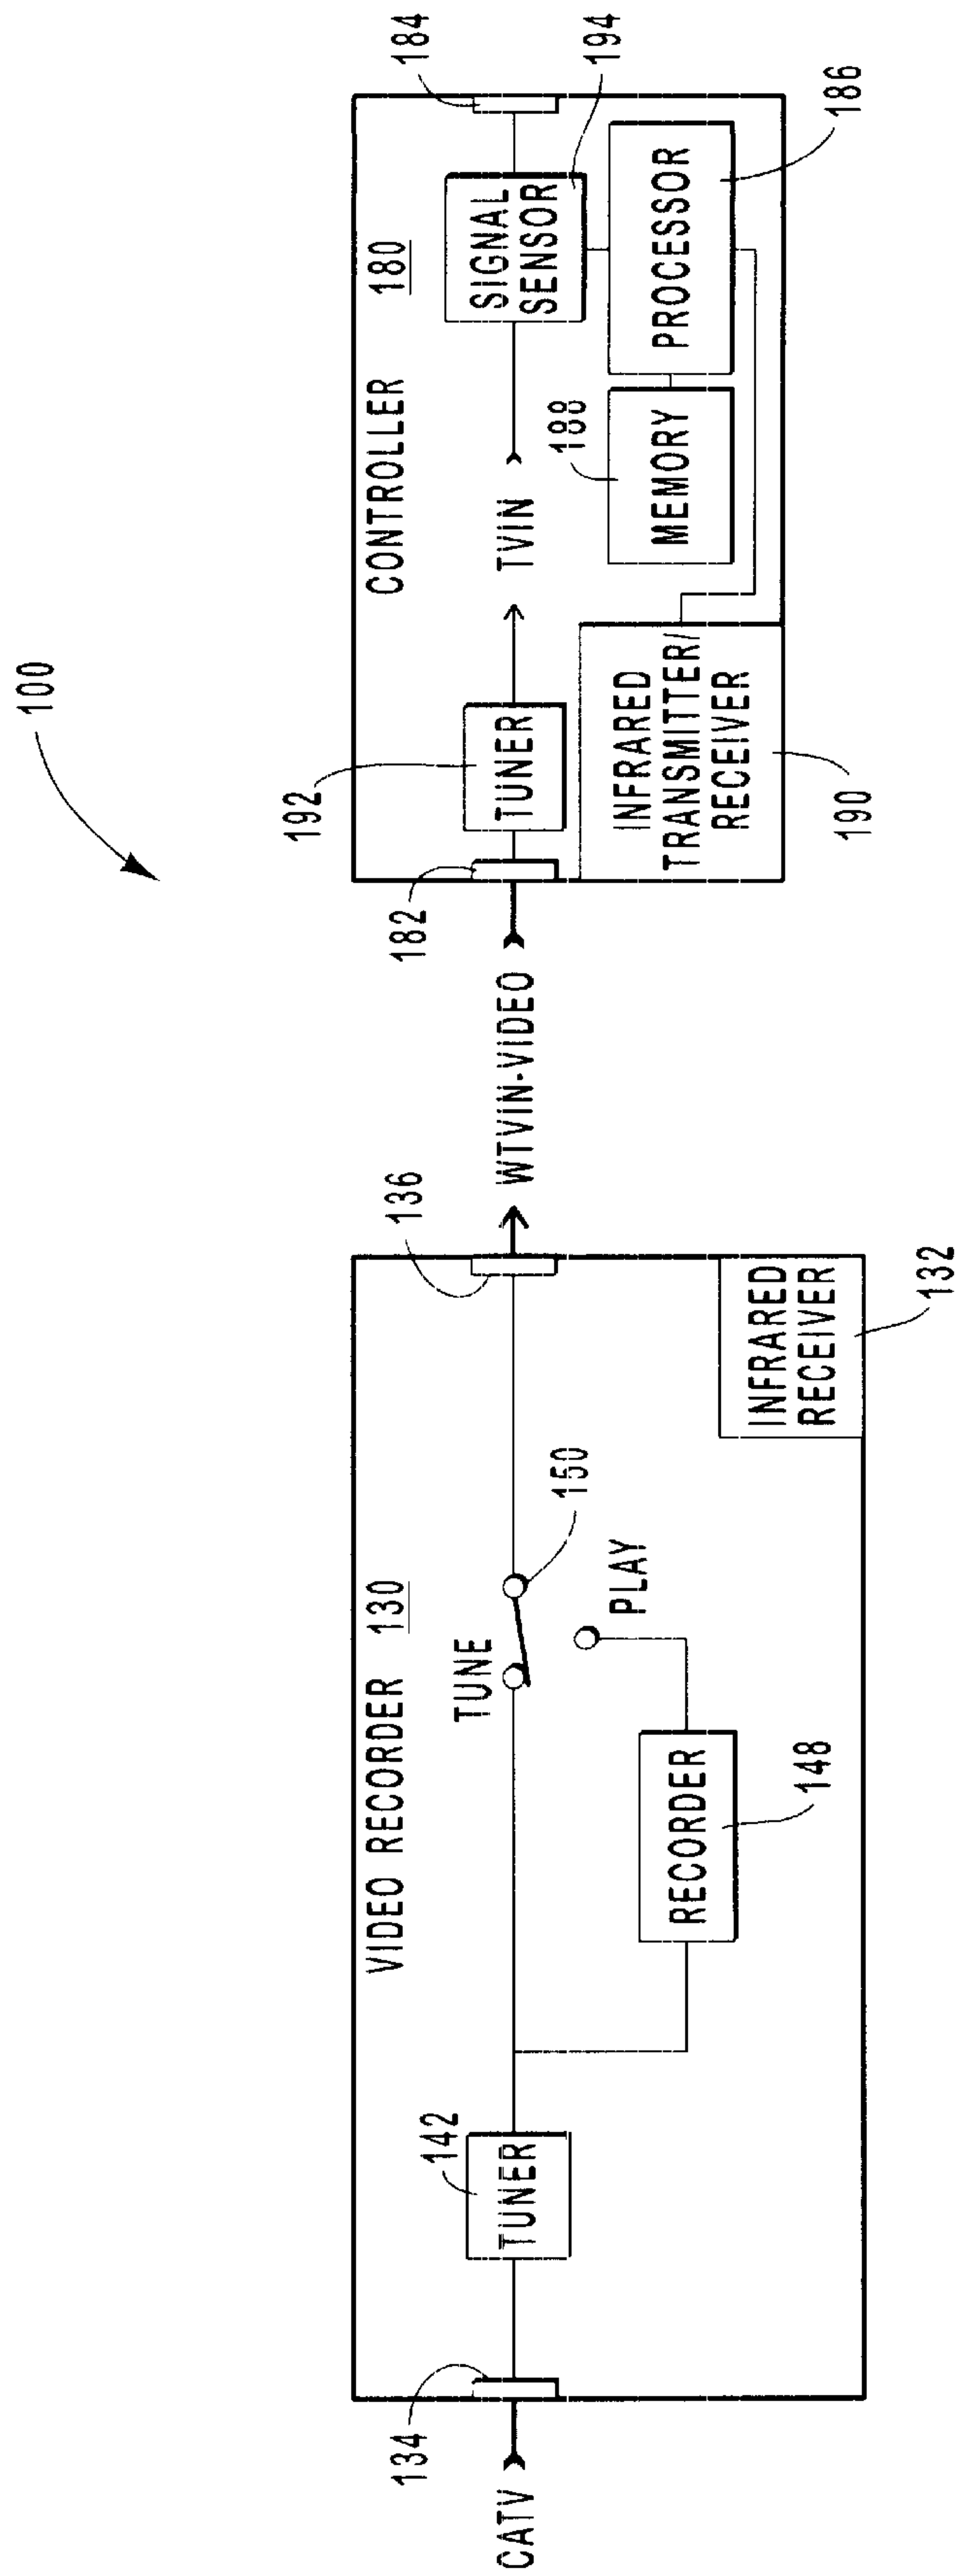 100
VIDEO RECORDER 130
CATV
134
142
TUNER
TUNE
150
PLAY
RECORDER
148
136
INFRARED
RECEIVER
132
WTVIN-VIDEO
CONTROLLER 180
182
192
TUNER
TVIN
SIGNAL
SENSOR
184
194
INFRARED
TRANSMITTER/
RECEIVER
190
188
MEMORY
PROCESSOR
186